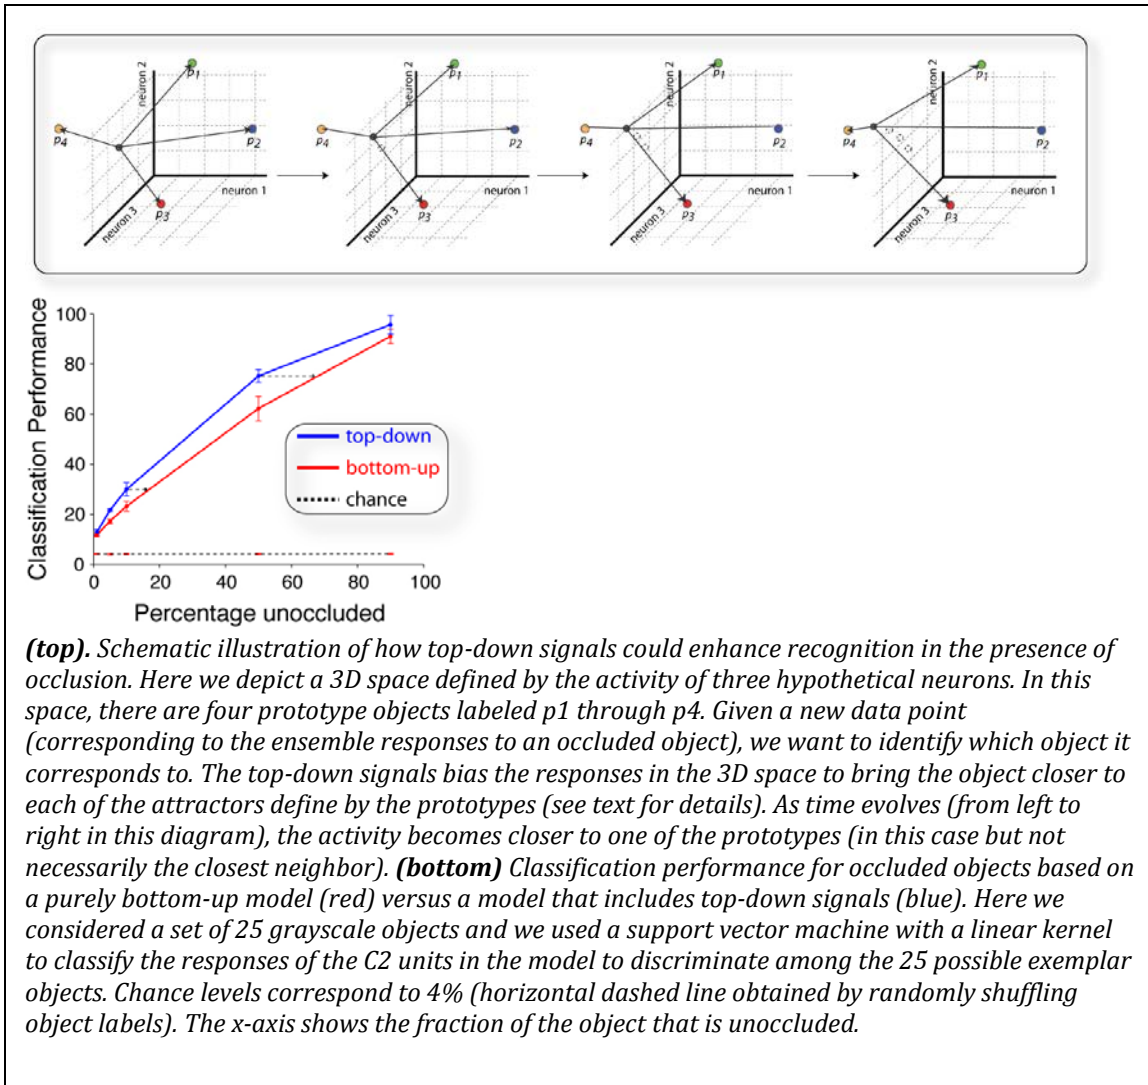 neuron 2 neuron 2 neuron 2 neuron 2
p1 p1 p1 p1
p4 p2 p4 p2 p4 p2 p4 p2
neuron 1 neuron 1 neuron 1 neuron 1
p3 p3 p3 p3
neuron 3 neuron 3 neuron 3 neuron 3
Classification Performance
100
80
60
40
20
0
top-down
bottom-up
chance
0 20 40 60 80 100
Percentage unoccluded
(top). Schematic illustration of how top-down signals could enhance recognition in the presence of
occlusion. Here we depict a 3D space defined by the activity of three hypothetical neurons. In this
space, there are four prototype objects labeled p1 through p4. Given a new data point
(corresponding to the ensemble responses to an occluded object), we want to identify which object it
corresponds to. The top-down signals bias the responses in the 3D space to bring the object closer to
each of the attractors define by the prototypes (see text for details). As time evolves (from left to
right in this diagram), the activity becomes closer to one of the prototypes (in this case but not
necessarily the closest neighbor). (bottom) Classification performance for occluded objects based on
a purely bottom-up model (red) versus a model that includes top-down signals (blue). Here we
considered a set of 25 grayscale objects and we used a support vector machine with a linear kernel
to classify the responses of the C2 units in the model to discriminate among the 25 possible exemplar
objects. Chance levels correspond to 4% (horizontal dashed line obtained by randomly shuffling
object labels). The x-axis shows the fraction of the object that is unoccluded.